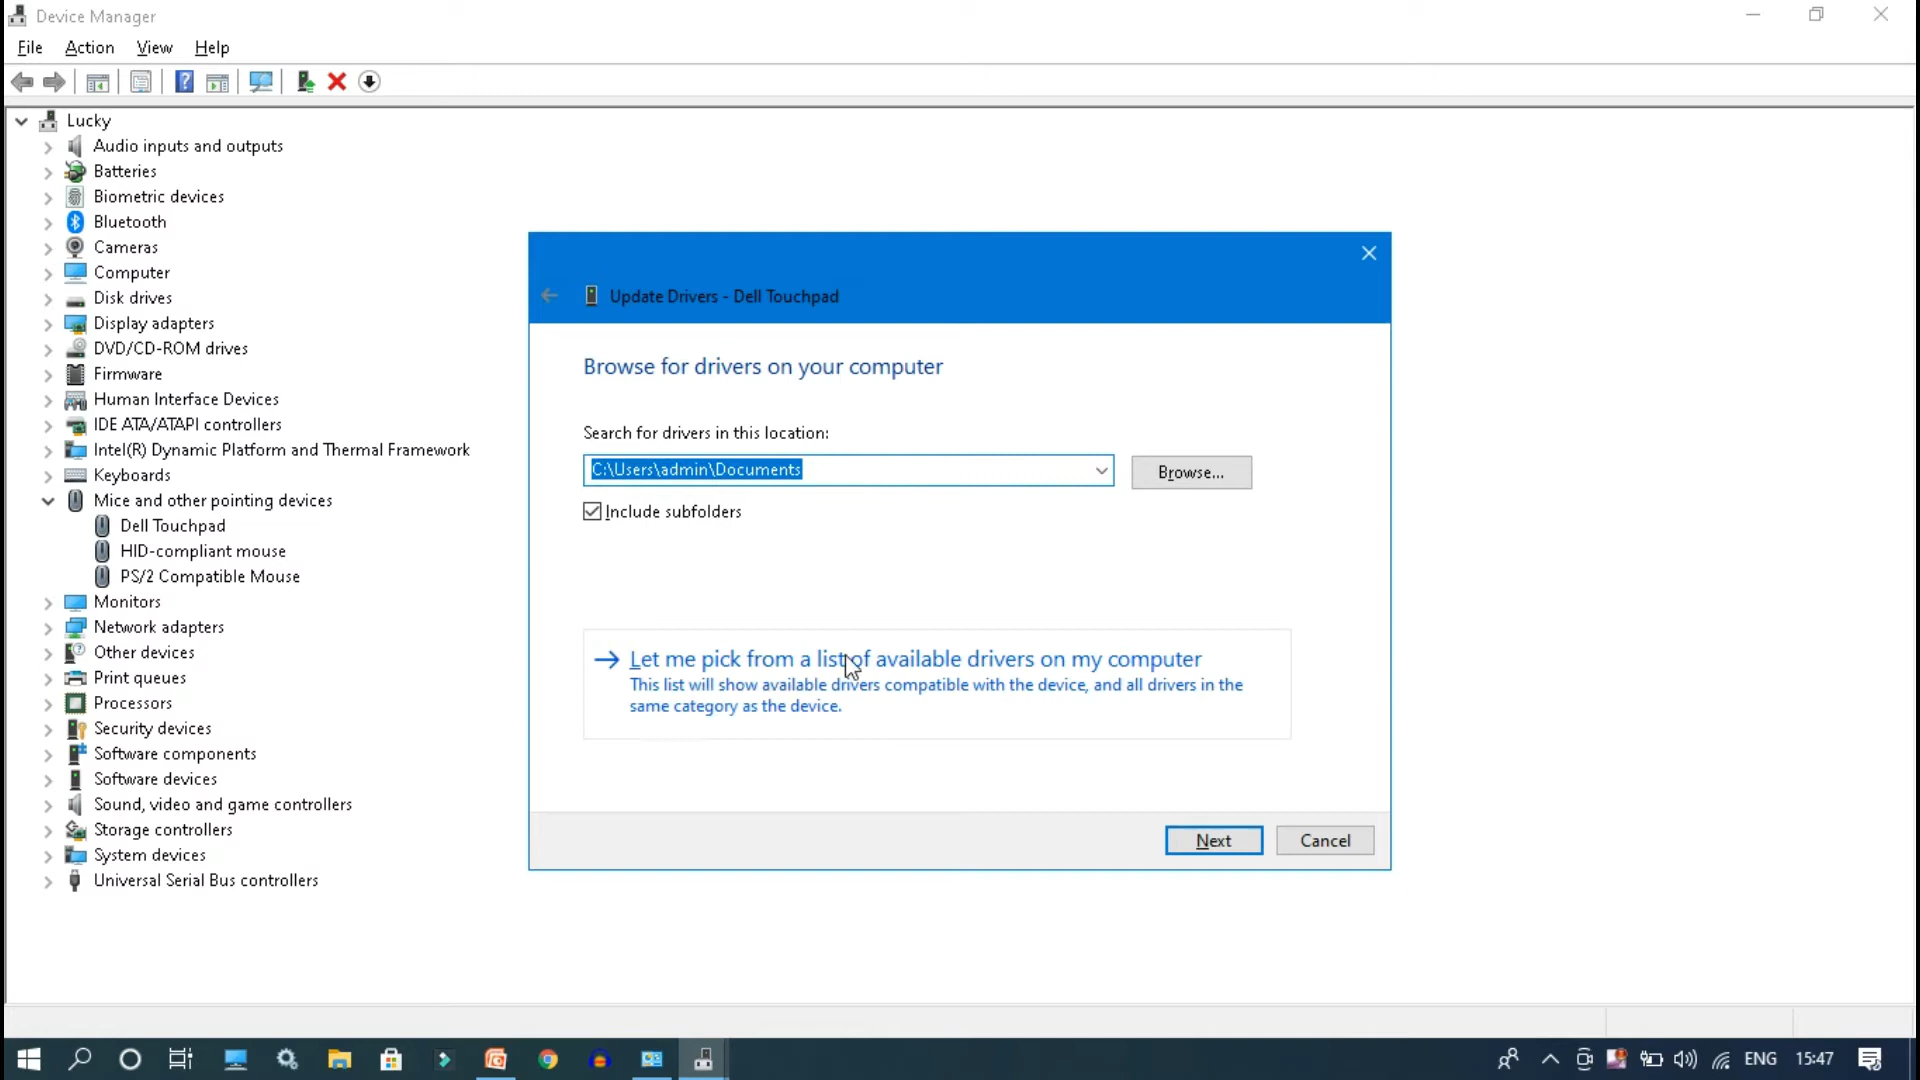 Device Manager
File Action View Help
Lucky
Audio inputs and outputs
Batteries
Biometric devices
Bluetooth
Cameras
Computer
Disk drives
Display adapters
DVD/CD-ROM drives
Firmware
Human Interface Devices
IDE ATA/ATAPI controllers
Intel(R) Dynamic Platform and Thermal Framework
Keyboards
Mice and other pointing devices
Dell Touchpad
HID-compliant mouse
PS/2 Compatible Mouse
Monitors
Network adapters
Other devices
Print queues
Processors
Security devices
Software components
Software devices
Sound, video and game controllers
Storage controllers
System devices
Universal Serial Bus controllers
Update Drivers - Dell Touchpad
Browse for drivers on your computer
Search for drivers in this location:
C:\Users\admin\Documents
Browse...
Include subfolders
Let me pick from a list of available drivers on my computer
This list will show available drivers compatible with the device, and all drivers in the
same category as the device.
Next Cancel
ENG 15:47